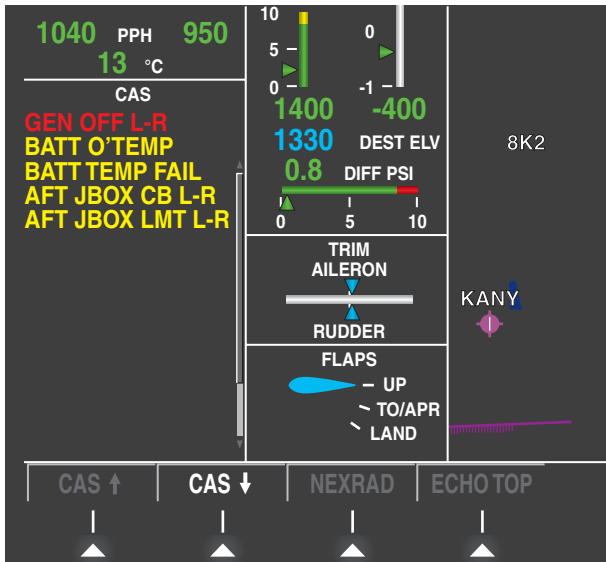 1040 PPH 950
13 °C
CAS
GEN OFF L-R
BATT O'TEMP
BATT TEMP FAIL
AFT JBOX CB L-R
AFT JBOX LMT L-R
10
5
0
0
-1
1400 -400
1330 DEST ELV
0.8 DIFF PSI
0 5 10
TRIM
AILERON
RUDDER
FLAPS
UP
TO/APR
LAND
8K2
KANY
CAS ↑ CAS ↓ NEXRAD ECHO TOP